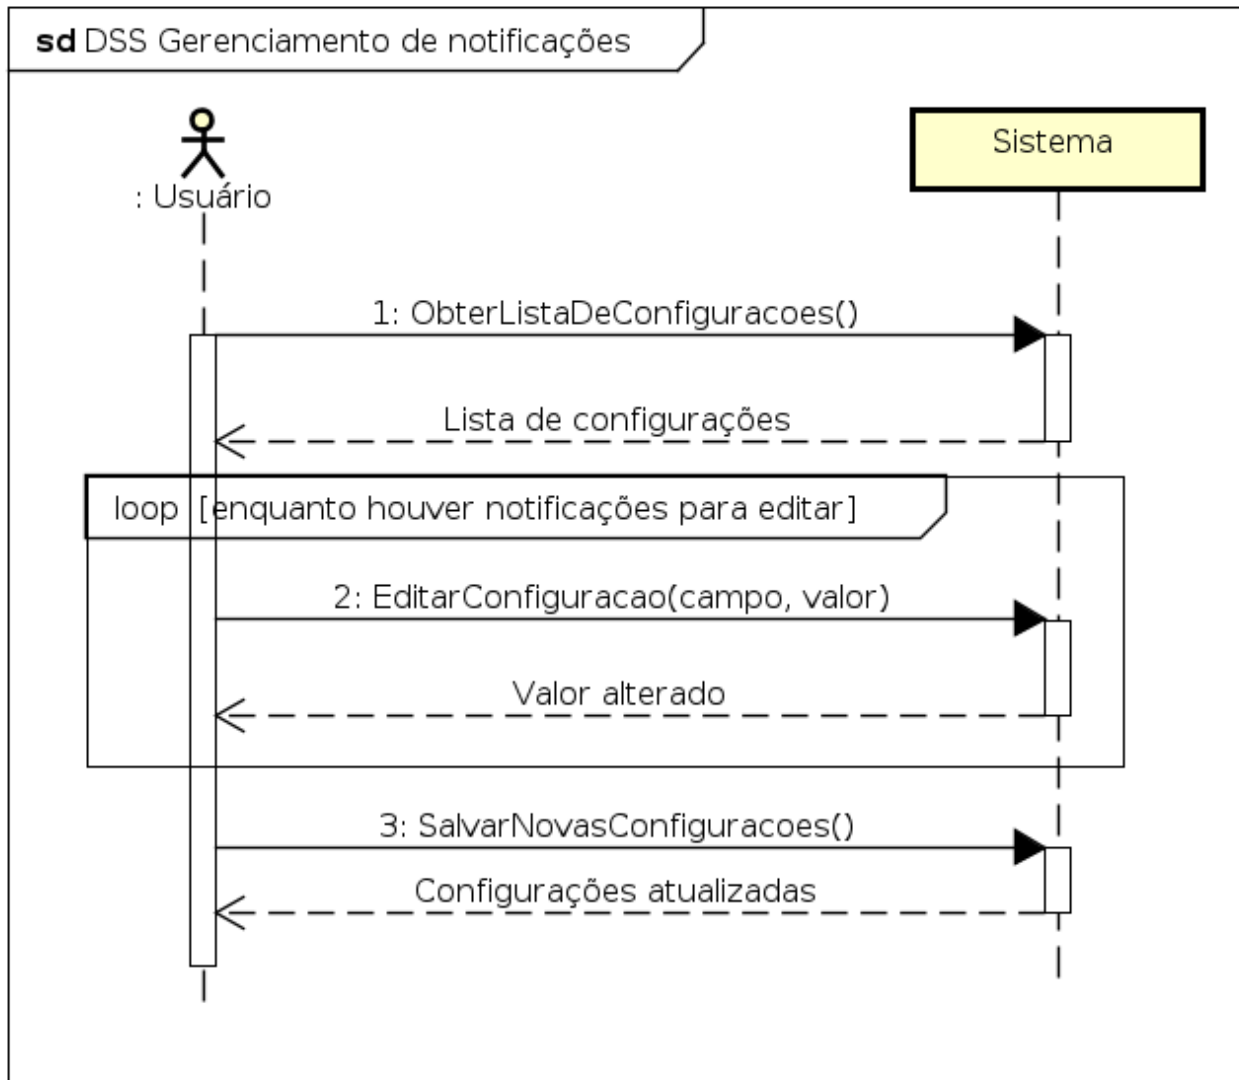 sd DSS Gerenciamento de notificações
: Usuário
Sistema
1: ObterListaDeConfiguracoes()
Lista de configurações
loop [enquanto houver notificações para editar]
2: EditarConfiguracao(campo, valor)
Valor alterado
3: SalvarNovasConfiguracoes()
Configurações atualizadas